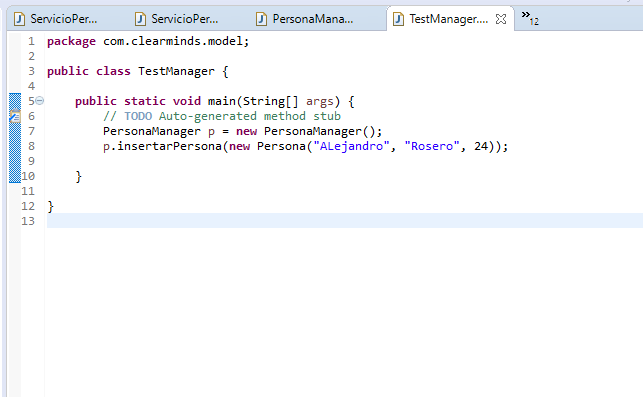 ServicioPer... ServicioPer... PersonaMana... TestManager.... »12
1 package com.clearminds.model;
2
3 public class TestManager {
4
5 public static void main(String[] args) {
6 // TODO Auto-generated method stub
7 PersonaManager p = new PersonaManager();
8 p.insertarPersona(new Persona("ALejandro", "Rosero", 24));
9
10 }
11
12 }
13